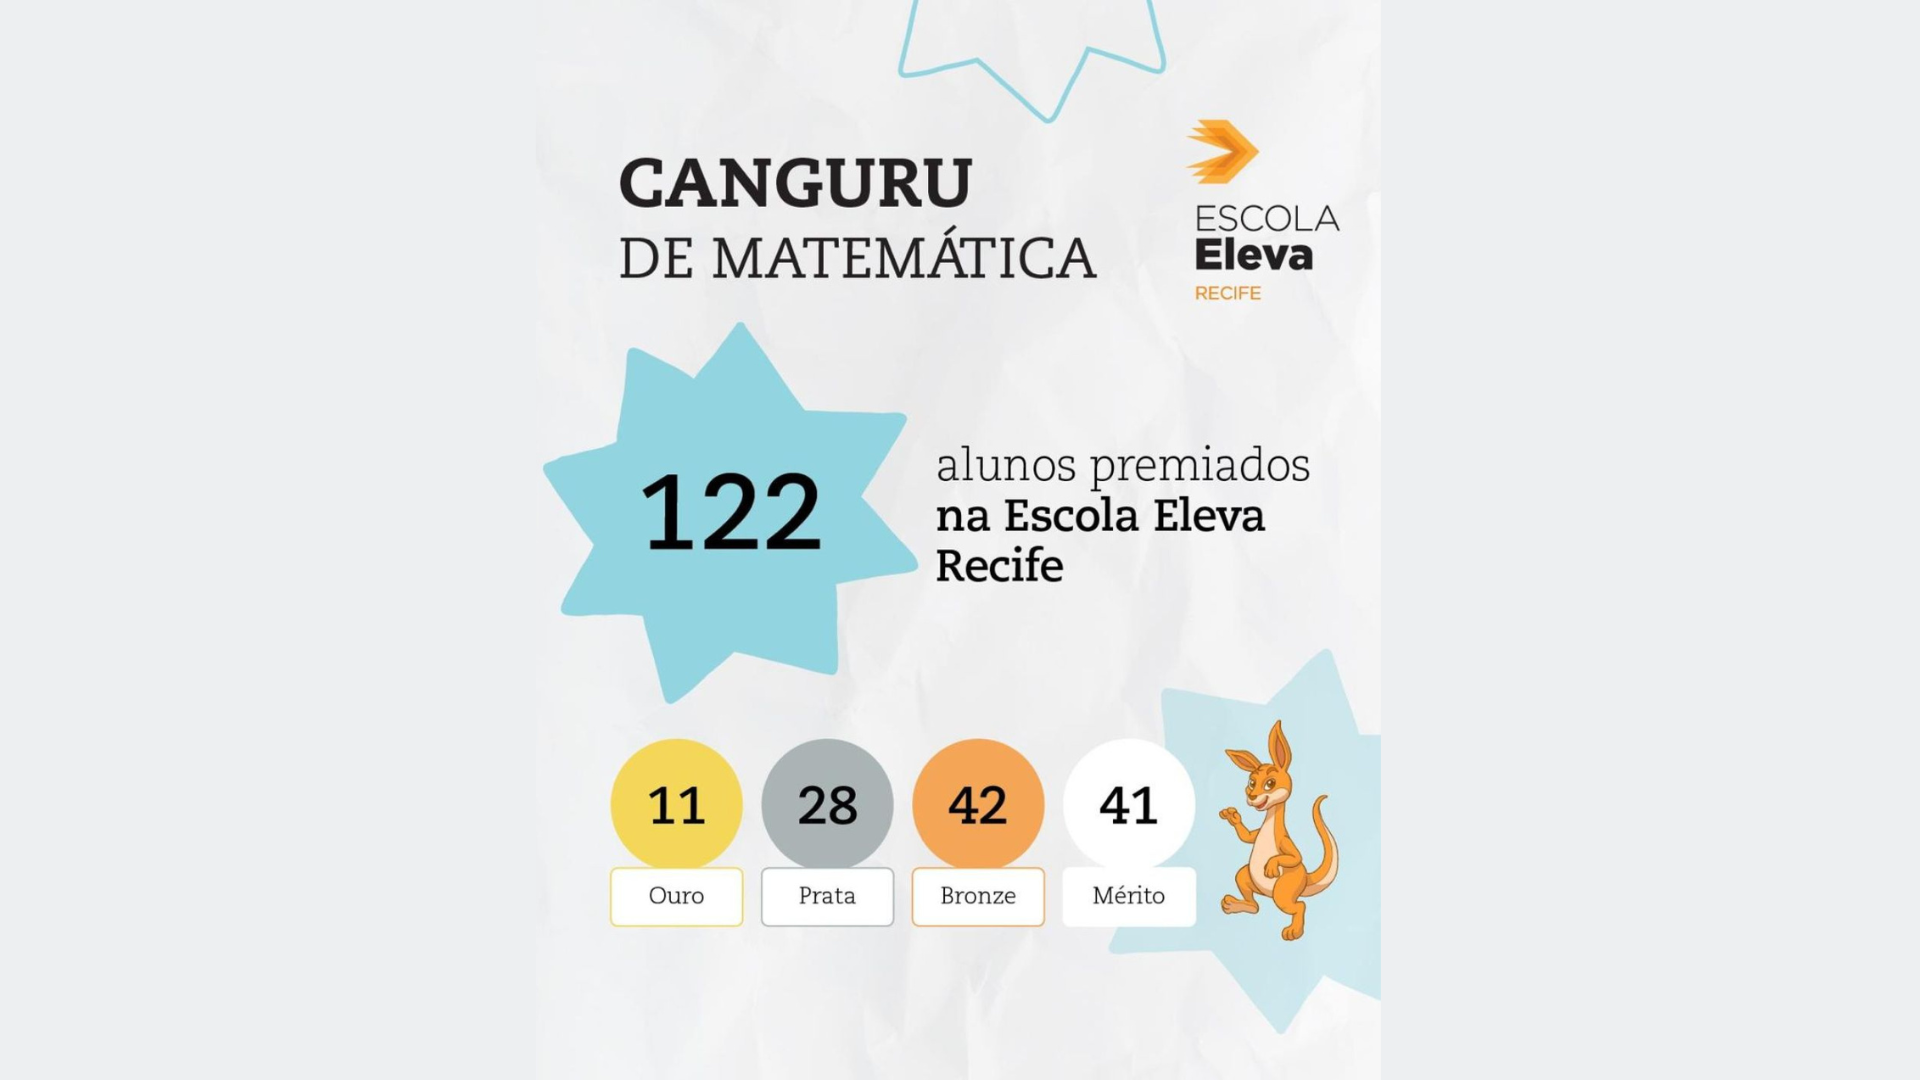 CANGURU
DE MATEMÁTICA
ESCOLA
Eleva
RECIFE
122
alunos premiados
na Escola Eleva
Recife
11
28
42
41
Ouro
Prata
Bronze
Mérito